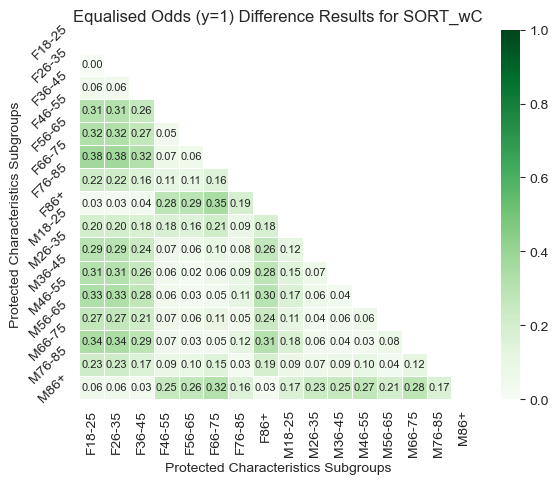 Equalised Odds (y=1) Difference Results for SORT_wC
Protected Characteristics Subgroups
F18-25
F26-35 0.00
F36-45 0.06 0.06
F46-55 0.31 0.31 0.26
F56-65 0.32 0.32 0.27 0.05
F66-75 0.38 0.38 0.32 0.07 0.06
F76-85 0.22 0.22 0.16 0.11 0.11 0.16
F86+ 0.03 0.03 0.04 0.28 0.29 0.35 0.19
M18-25 0.20 0.20 0.18 0.18 0.16 0.21 0.09 0.18
M26-35 0.29 0.29 0.24 0.07 0.06 0.10 0.08 0.26 0.12
M36-45 0.31 0.31 0.26 0.06 0.02 0.06 0.09 0.28 0.15 0.07
M46-55 0.33 0.33 0.28 0.06 0.03 0.05 0.11 0.30 0.17 0.06 0.04
M56-65 0.27 0.27 0.21 0.07 0.06 0.11 0.05 0.24 0.11 0.04 0.06 0.06
M66-75 0.34 0.34 0.29 0.07 0.03 0.05 0.12 0.31 0.18 0.06 0.04 0.03 0.08
M76-85 0.23 0.23 0.17 0.09 0.10 0.15 0.03 0.19 0.09 0.07 0.09 0.10 0.04 0.12
M86+ 0.06 0.06 0.03 0.25 0.26 0.32 0.16 0.03 0.17 0.23 0.25 0.27 0.21 0.28 0.17
F18-25 F26-35 F36-45 F46-55 F56-65 F66-75 F76-85 F86+ M18-25 M26-35 M36-45 M46-55 M56-65 M66-75 M76-85 M86+
Protected Characteristics Subgroups
1.0
0.8
0.6
0.4
0.2
0.0